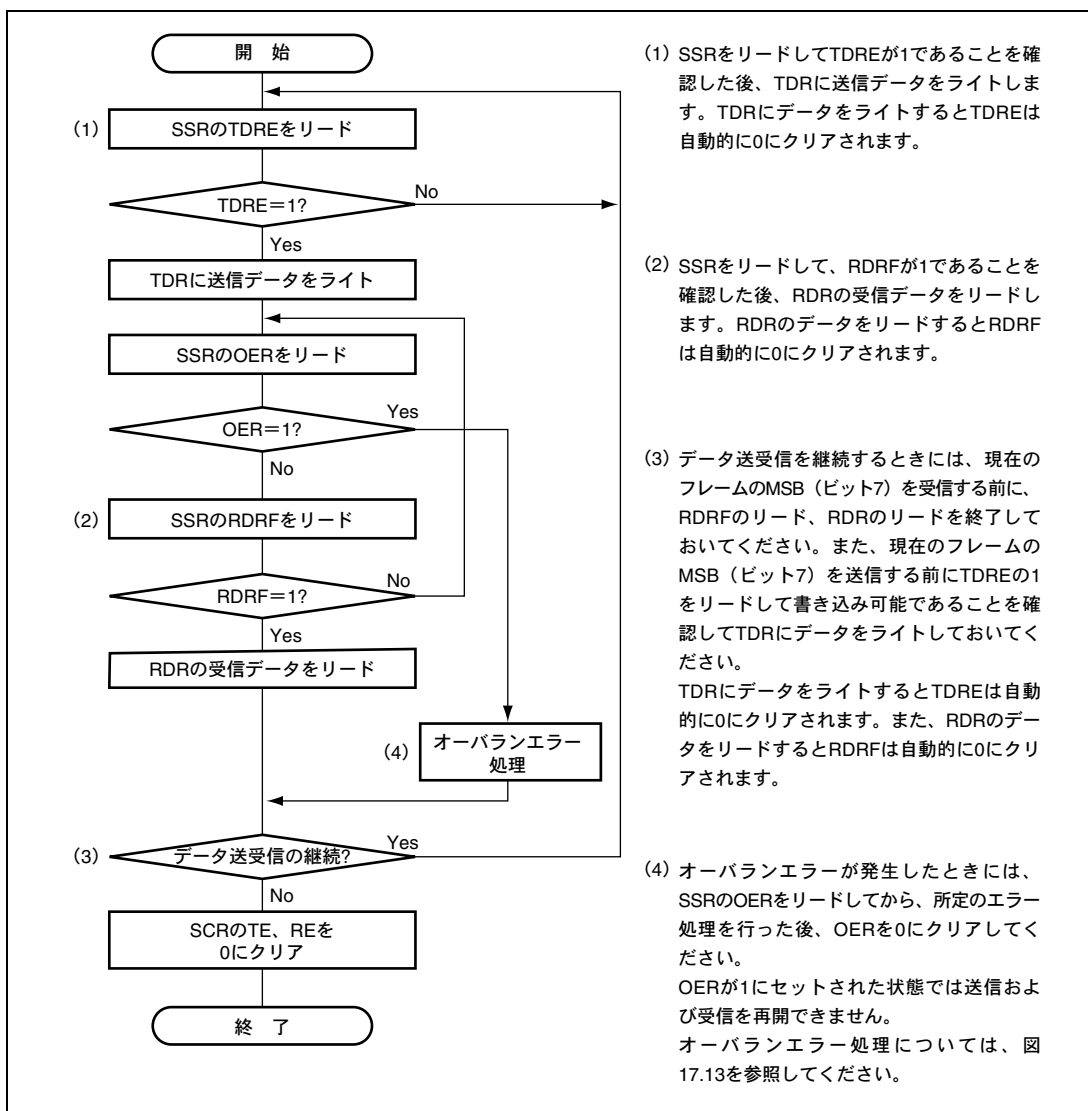 開　始
(1) SSRのTDREをリード
TDRE＝1?
No
Yes
TDRに送信データをライト
SSRのOERをリード
OER＝1?
Yes
No
(2) SSRのRDRFをリード
RDRF＝1?
No
Yes
RDRの受信データをリード
(4) オーバランエラー
処理
(3) データ送受信の継続?
Yes
No
SCRのTE、REを
0にクリア
終　了
(1) SSRをリードしてTDREが1であることを確
認した後、TDRに送信データをライトしま
す。TDRにデータをライトするとTDREは
自動的に0にクリアされます。
(2) SSRをリードして、RDRFが1であることを
確認した後、RDRの受信データをリードし
ます。RDRのデータをリードするとRDRF
は自動的に0にクリアされます。
(3) データ送受信を継続するときには、現在の
フレームのMSB（ビット7）を受信する前に、
RDRFのリード、RDRのリードを終了して
おいてください。また、現在のフレームの
MSB（ビット7）を送信する前にTDREの1
をリードして書き込み可能であることを確
認してTDRにデータをライトしておいてく
ださい。
TDRにデータをライトするとTDREは自動
的に0にクリアされます。また、RDRのデー
タをリードするとRDRFは自動的に0にクリ
アされます。
(4) オーバランエラーが発生したときには、
SSRのOERをリードしてから、所定のエラー
処理を行った後、OERを0にクリアしてく
ださい。
OERが1にセットされた状態では送信およ
び受信を再開できません。
オーバランエラー処理については、図
17.13を参照してください。